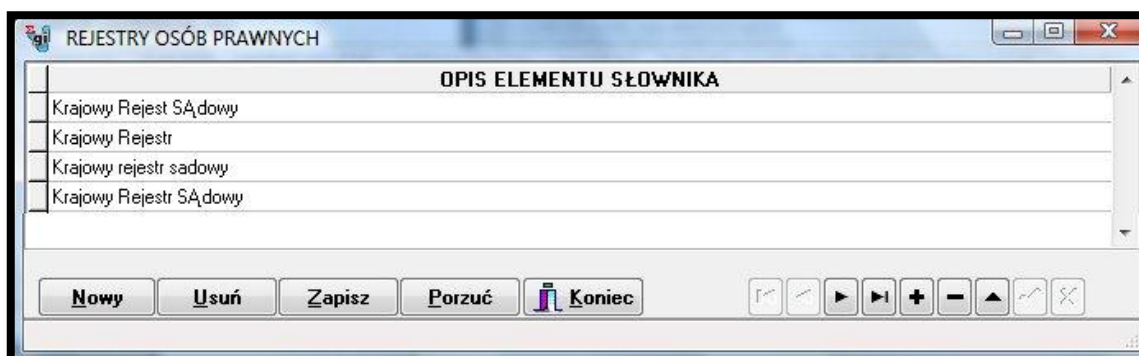 REJESTRY OSÓB PRAWNYCH
OPIS ELEMENTU SŁOWNIKA
Krajowy Rejest SĄdowy
Krajowy Rejestr
Krajowy rejestr sadowy
Krajowy Rejestr SĄdowy
Nowy Usuń Zapisz Porzuć Koniec